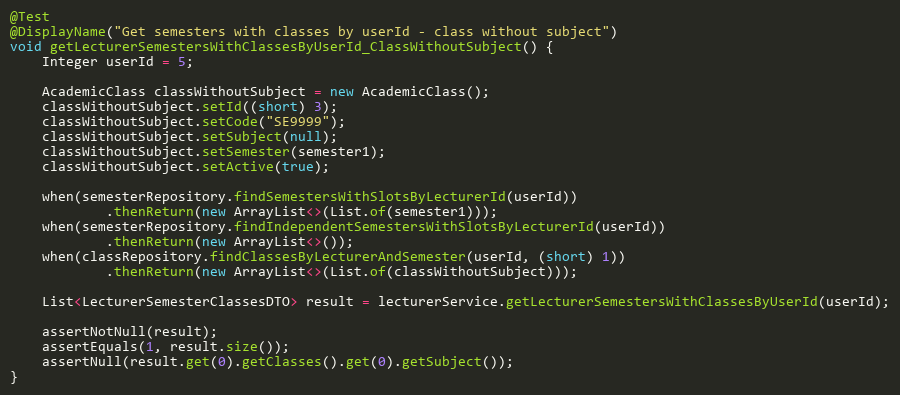 @Test
@DisplayName("Get semesters with classes by userId - class without subject")
void getLecturerSemestersWithClassesByUserId_ClassWithoutSubject() {
    Integer userId = 5;

    AcademicClass classWithoutSubject = new AcademicClass();
    classWithoutSubject.setId((short) 3);
    classWithoutSubject.setCode("SE9999");
    classWithoutSubject.setSubject(null);
    classWithoutSubject.setSemester(semester1);
    classWithoutSubject.setActive(true);

    when(semesterRepository.findSemestersWithSlotsByLecturerId(userId))
            .thenReturn(new ArrayList<>(List.of(semester1)));
    when(semesterRepository.findIndependentSemestersWithSlotsByLecturerId(userId))
            .thenReturn(new ArrayList<>());
    when(classRepository.findClassesByLecturerAndSemester(userId, (short) 1))
            .thenReturn(new ArrayList<>(List.of(classWithoutSubject)));

    List<LecturerSemesterClassesDTO> result = lecturerService.getLecturerSemestersWithClassesByUserId(userId);

    assertNotNull(result);
    assertEquals(1, result.size());
    assertNull(result.get(0).getClasses().get(0).getSubject());
}